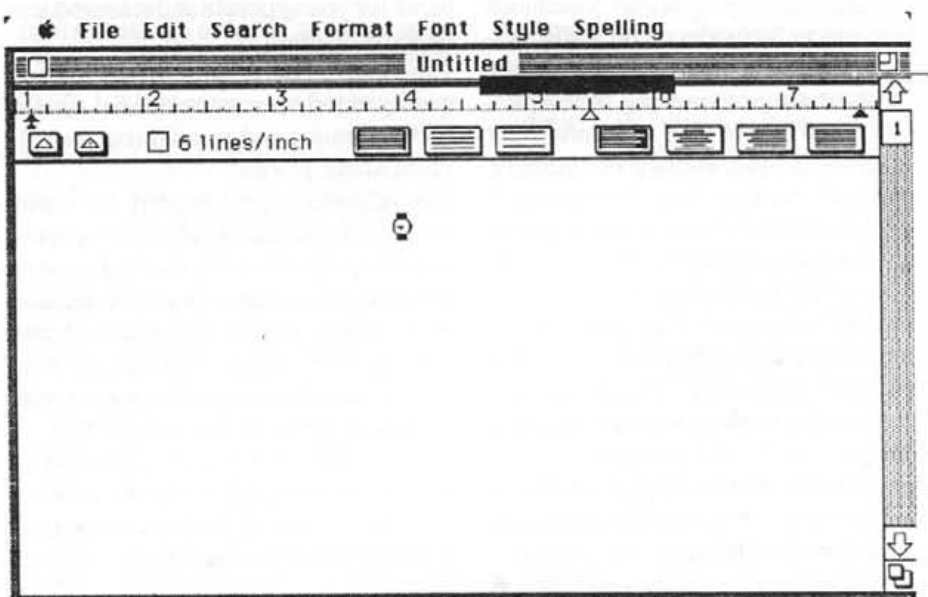 File Edit Search Format Font Style Spelling
Untitled
1 2 3 4 5 6 7
6 lines/inch
1